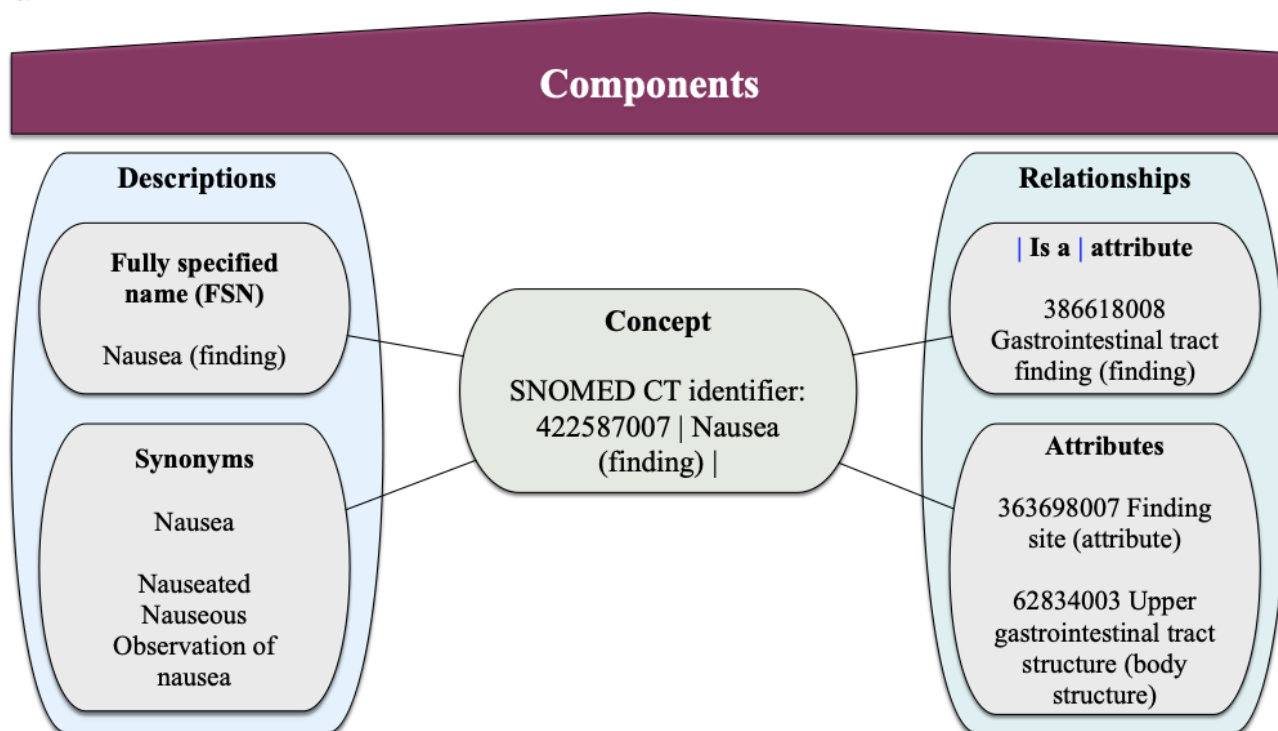 Components
Descriptions
Fully specified
name (FSN)
Nausea (finding)
Synonyms
Nausea
Nauseated
Nauseous
Observation of
nausea
Concept
SNOMED CT identifier:
422587007 | Nausea
(finding) |
Relationships
| Is a | attribute
386618008
Gastrointestinal tract
finding (finding)
Attributes
363698007 Finding
site (attribute)
62834003 Upper
gastrointestinal tract
structure (body
structure)